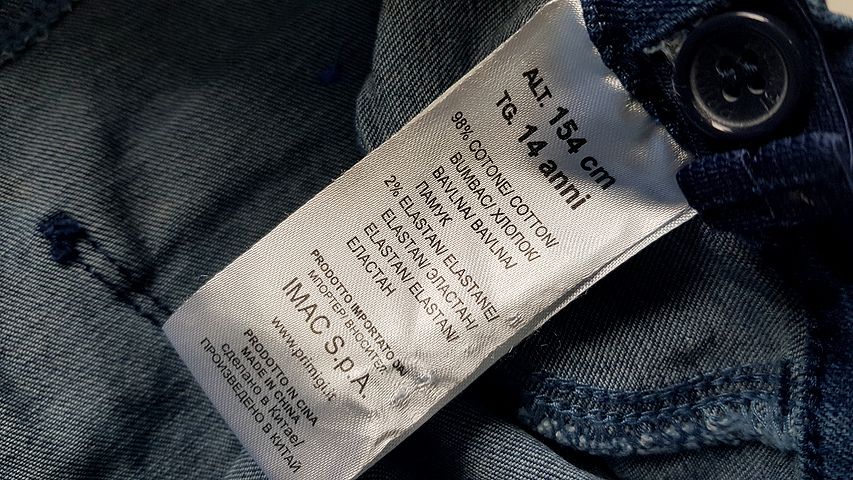 ALT. 154 cm
TG. 14 anni
98% COTONE/ COTTON/
BUMBAC/ ХЛОПОК/
BAVLNA/ BAVLNA/
ПАМУК
2% ELASTAN/ ELASTANE/
ELASTAN/ ЭЛАСТАН/
ELASTAN/ ELASTAN/
ЕЛАСТАН
PRODOTTO IMPORTATO DA
ИМПОРТЕР/ ВНОСИТЕЛ
IMAC S.p.A.
www.primigi.it
PRODOTTO IN CINA
MADE IN CHINA
сделано в Китае/
ПРОИЗВЕДЕНО В КИТАЙ